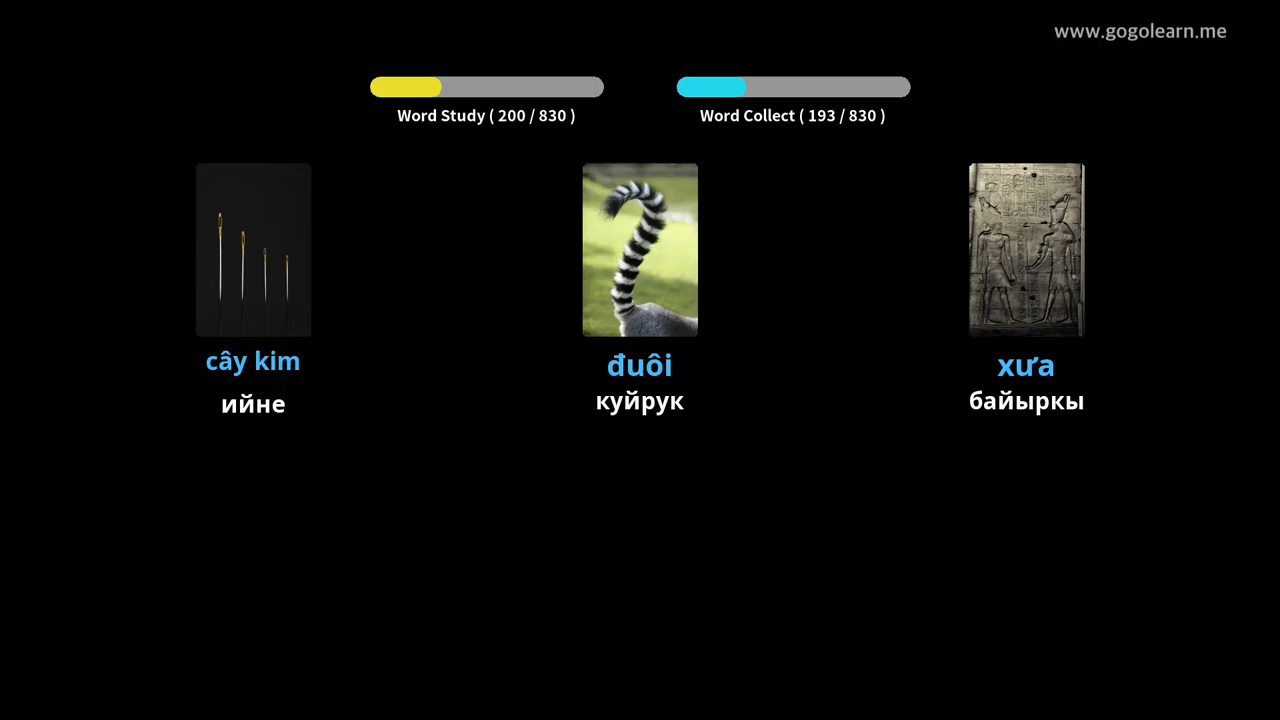 www.gogolearn.me
Word Study ( 200 / 830 )
Word Collect ( 193 / 830 )
cây kim
đuôi
xưa
ийне
куйрук
байыркы